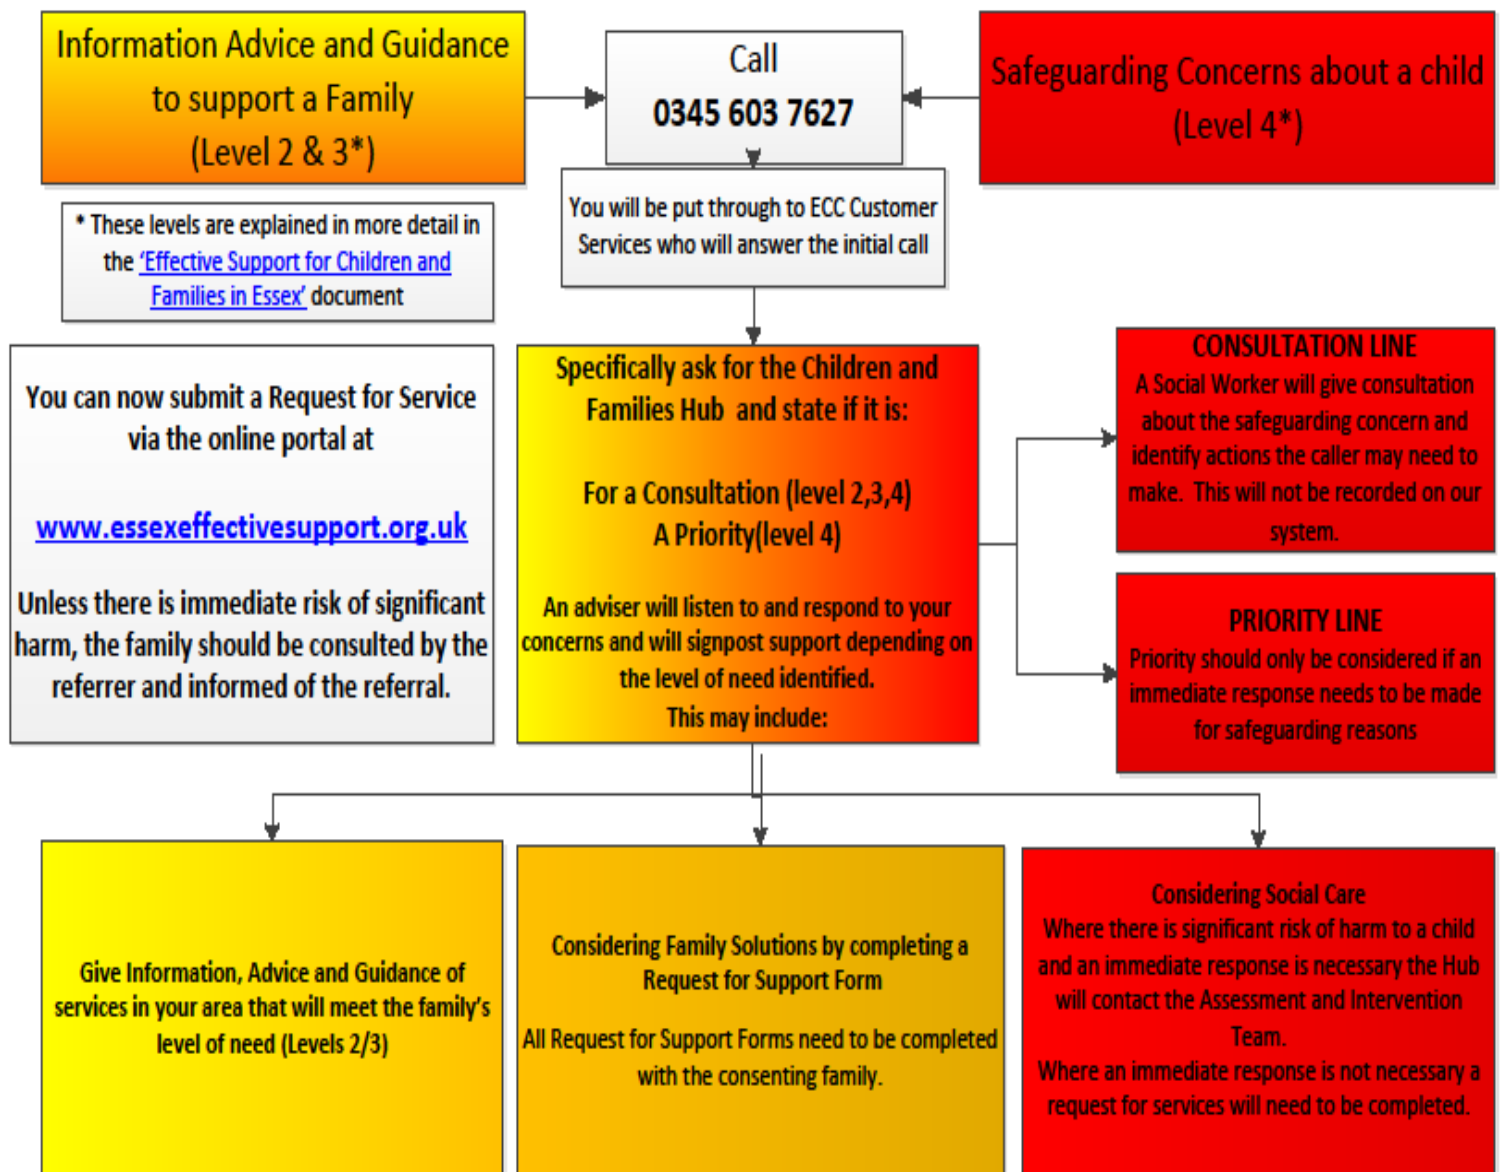 Information Advice and Guidance
to support a Family
(Level 2 & 3*)
Call
0345 603 7627
Safeguarding Concerns about a child
(Level 4*)
* These levels are explained in more detail in
the ‘Effective Support for Children and
Families in Essex’ document
You will be put through to ECC Customer
Services who will answer the initial call
You can now submit a Request for Service
via the online portal at
www.essexeffectivesupport.org.uk
Unless there is immediate risk of significant
harm, the family should be consulted by the
referrer and informed of the referral.
Specifically ask for the Children and
Families Hub and state if it is:
For a Consultation (level 2,3,4)
A Priority(level 4)
An adviser will listen to and respond to your
concerns and will signpost support depending on
the level of need identified.
This may include:
CONSULTATION LINE
A Social Worker will give consultation
about the safeguarding concern and
identify actions the caller may need to
make. This will not be recorded on our
system.
PRIORITY LINE
Priority should only be considered if an
immediate response needs to be made
for safeguarding reasons
Give Information, Advice and Guidance of
services in your area that will meet the family’s
level of need (Levels 2/3)
Considering Family Solutions by completing a
Request for Support Form
All Request for Support Forms need to be completed
with the consenting family.
Considering Social Care
Where there is significant risk of harm to a child
and an immediate response is necessary the Hub
will contact the Assessment and Intervention
Team.
Where an immediate response is not necessary a
request for services will need to be completed.